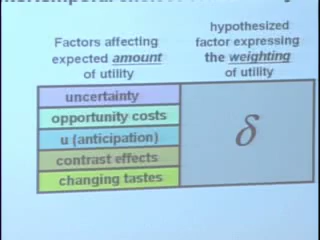 Factors affecting
expected amount
of utility
hypothesized
factor expressing
the weighting
of utility
uncertainty
opportunity costs
u (anticipation)
contrast effects
changing tastes
δ